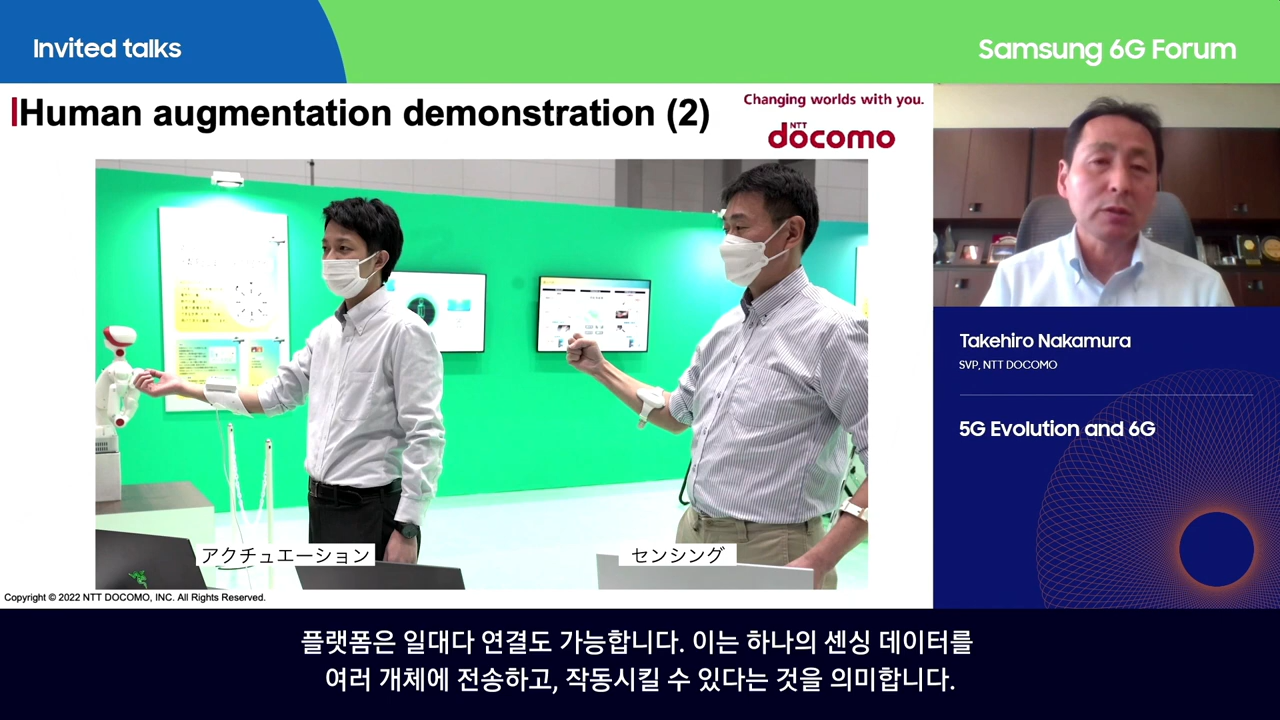 Invited talks
Samsung 6G Forum
Human augmentation demonstration (2)
Changing worlds with you.
NTT
docomo
アクチュエーション
センシング
Copyright © 2022 NTT DOCOMO, INC. All Rights Reserved.
Takehiro Nakamura
SVP, NTT DOCOMO
5G Evolution and 6G
플랫폼은 일대다 연결도 가능합니다. 이는 하나의 센싱 데이터를
여러 개체에 전송하고, 작동시킬 수 있다는 것을 의미합니다.